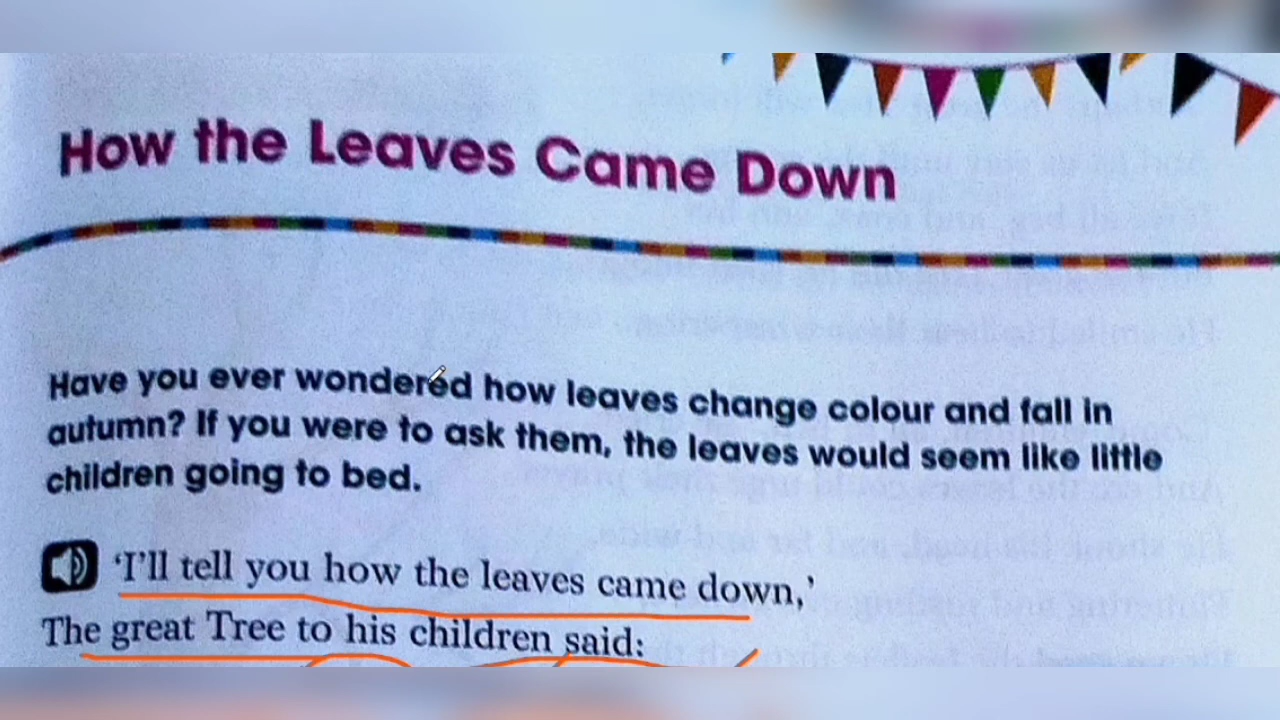 How the Leaves Came Down
Have you ever wondered how leaves change colour and fall in
autumn? If you were to ask them, the leaves would seem like little
children going to bed.
‘I’ll tell you how the leaves came down,’
The great Tree to his children said: